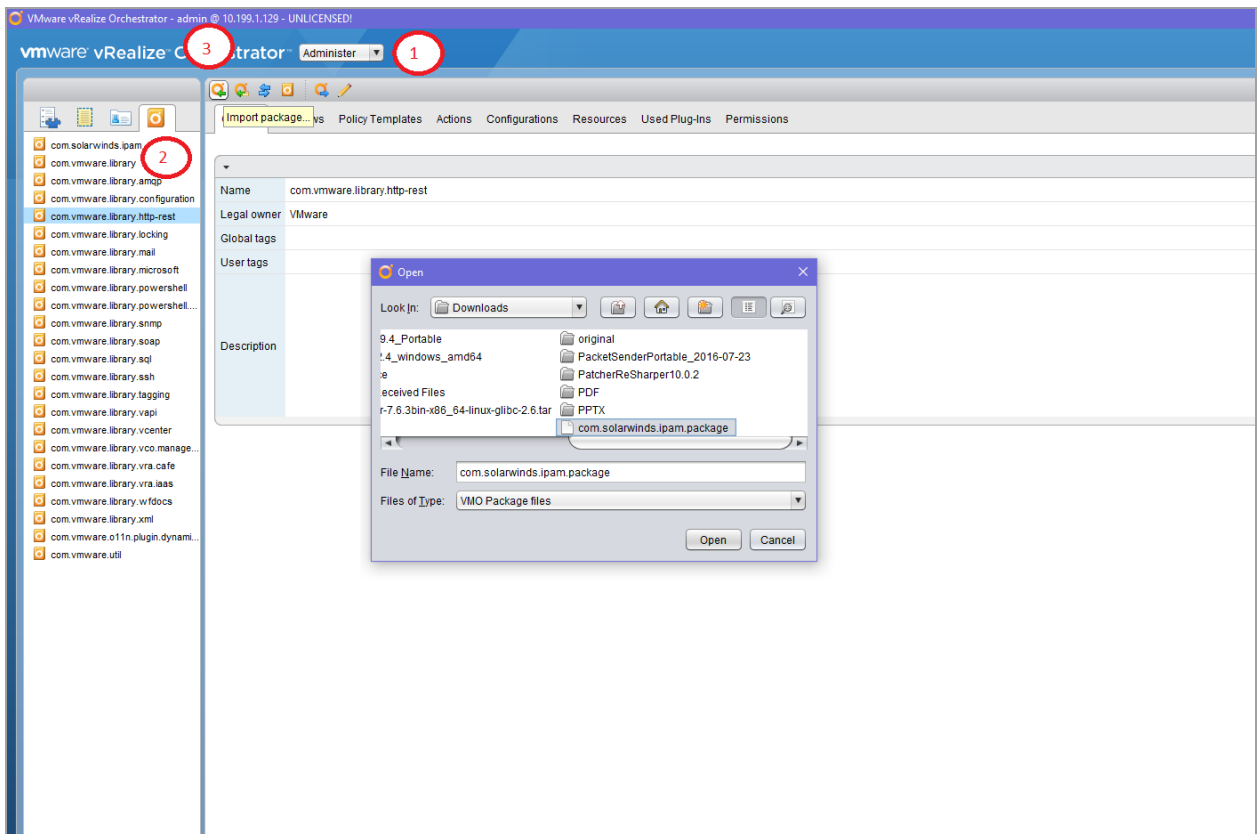 VMware vRealize Orchestrator - admin @ 10.199.1.129 - UNLICENSED!
vmware vRealize™ O strator™ Administer
3
1
Import package... vs Policy Templates Actions Configurations Resources Used Plug-Ins Permissions
2
com.solarwinds.ipam
com.vmware.library
com.vmware.library.amqp
com.vmware.library.configuration
com.vmware.library.http-rest
com.vmware.library.locking
com.vmware.library.mail
com.vmware.library.microsoft
com.vmware.library.powershell
com.vmware.library.powershell....
com.vmware.library.snmp
com.vmware.library.soap
com.vmware.library.sql
com.vmware.library.ssh
com.vmware.library.tagging
com.vmware.library.vapi
com.vmware.library.vcenter
com.vmware.library.vco.manage...
com.vmware.library.vra.cafe
com.vmware.library.vra.iaas
com.vmware.library.wfdocs
com.vmware.library.xml
com.vmware.o11n.plugin.dynami...
com.vmware.util
Name com.vmware.library.http-rest
Legal owner VMware
Global tags
User tags
Description
Open
Look In: Downloads
9.4_Portable
2.4_windows_amd64
eceived Files
r-7.6.3bin-x86_64-linux-glibc-2.6.tar
original
PacketSenderPortable_2016-07-23
PatcherReSharper10.0.2
PDF
PPTX
com.solarwinds.ipam.package
File Name: com.solarwinds.ipam.package
Files of Type: VMO Package files
Open Cancel